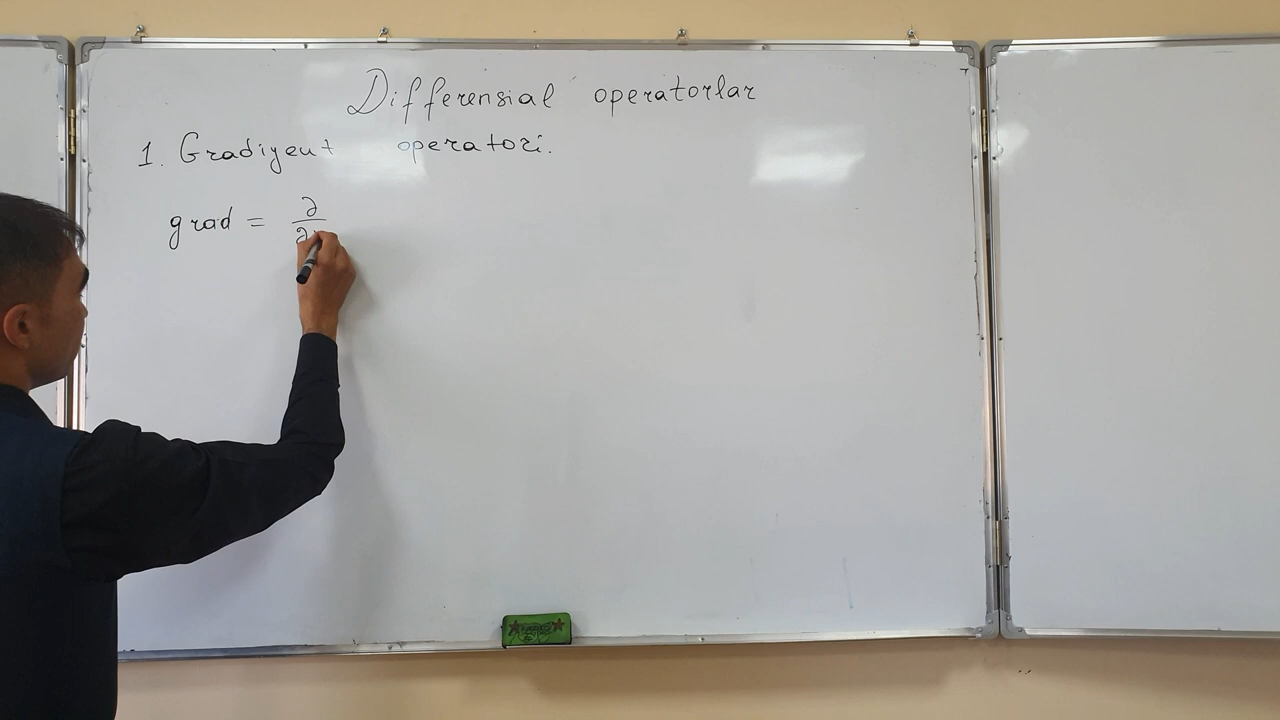 Differensial operatorlar
1. Gradiyent operatori.
grad = ∂/∂